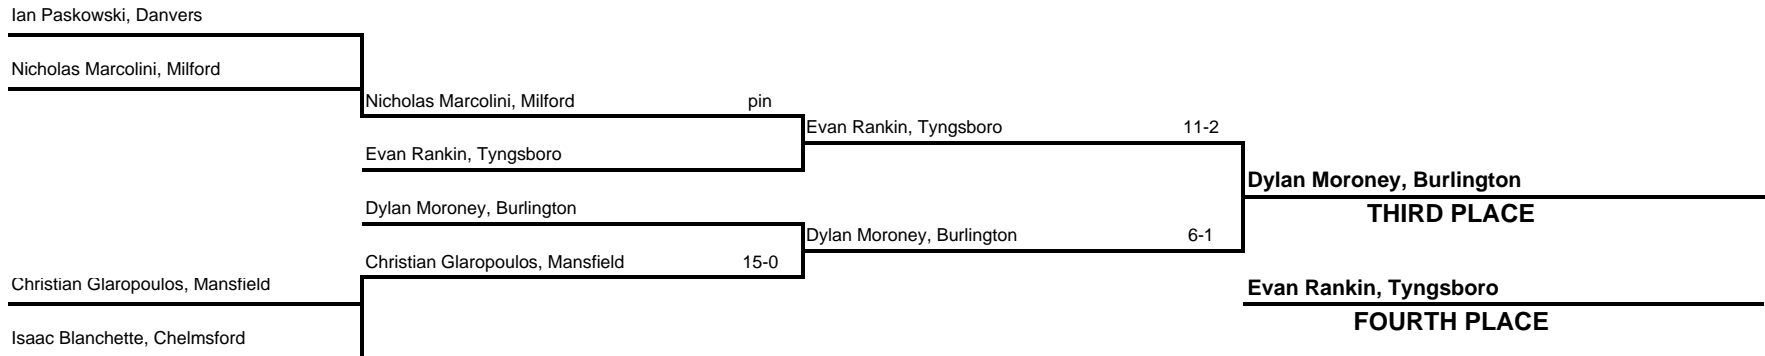 Ian Paskowski, Danvers
Nicholas Marcolini, Milford
Nicholas Marcolini, Milford pin
Evan Rankin, Tyngsboro 11-2
Evan Rankin, Tyngsboro
Dylan Moroney, Burlington
THIRD PLACE
Dylan Moroney, Burlington
Dylan Moroney, Burlington 6-1
Christian Glaropoulos, Mansfield 15-0
Christian Glaropoulos, Mansfield
Evan Rankin, Tyngsboro
FOURTH PLACE
Isaac Blanchette, Chelmsford